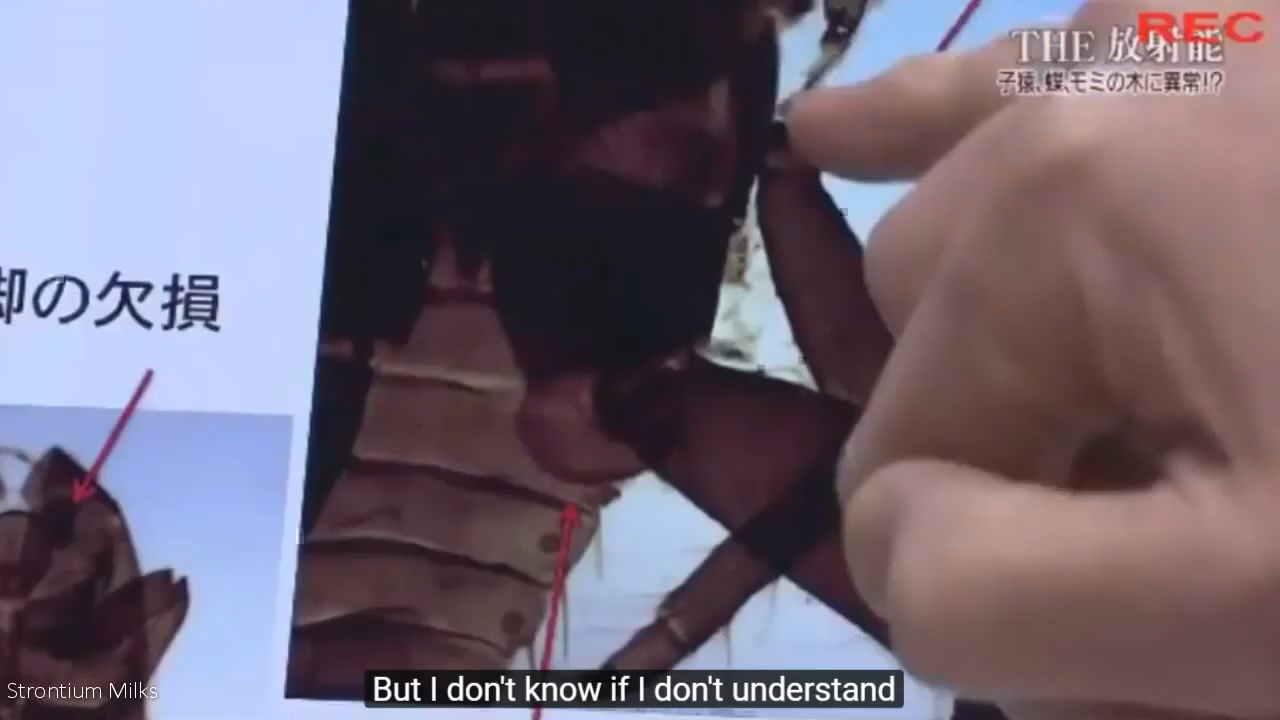 REC
THE 放射能
子猿、蝶、モミの木に異常!?
脚の欠損
Strontium Milks
But I don't know if I don't understand